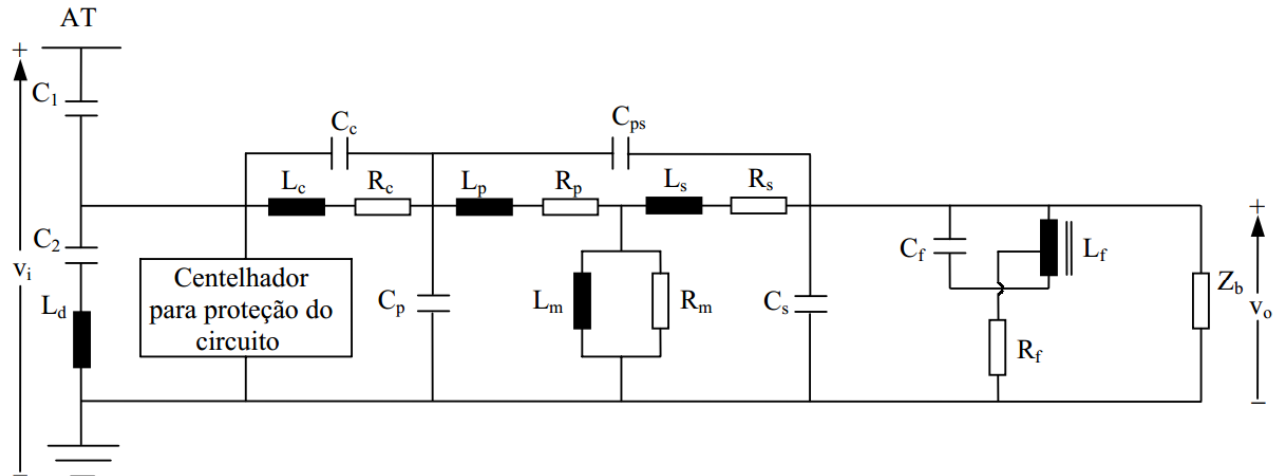 AT
+
C1
Cc
Cps
Lc
Rc
Lp
Rp
Ls
Rs
C2
vi
Ld
Centelhador
para proteção do
circuito
Cp
Lm
Rm
Cs
Cf
Lf
Rf
Zb
+
vo
−
−